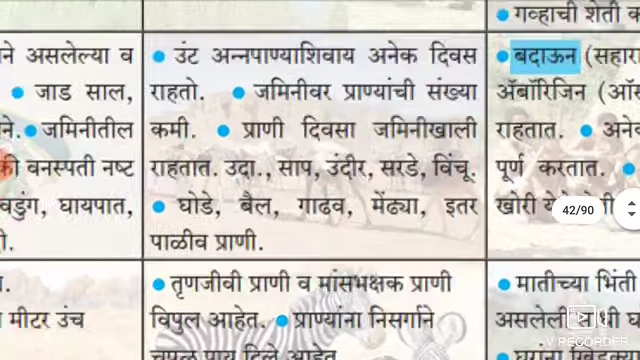 गव्हाची शेती
ने असलेल्या व
जाड साल,
ने. जमिनीतील
की वनस्पती नष्ट
वडुंग, घायपात,
उंट अन्नपाण्याशिवाय अनेक दिवस
राहतो. जमिनीवर प्राण्यांची संख्या
कमी. प्राणी दिवसा जमिनीखाली
राहतात. उदा., साप, उंदीर, सरडे, विंचू.
घोडे, बैल, गाढव, मेंढ्या, इतर
पाळीव प्राणी.
बदाऊन (सहारा
ॲबॉरिजिन
राहतात.
पूर्ण करतात.
खोरी
42/90
मीटर उंच
तृणजीवी प्राणी व मांसभक्षक प्राणी
विपुल आहेत. प्राण्यांना निसर्गाने
चपळ पाय दिले आहेत
मातीच्या भिंती
असलेली
V RECORDER